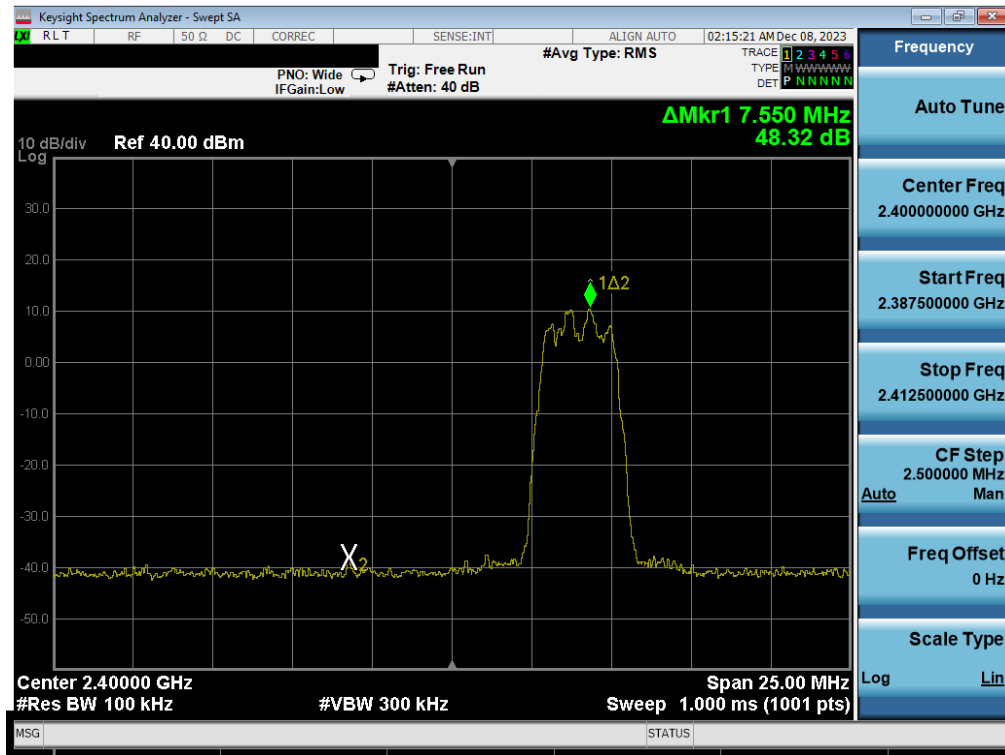 Keysight Spectrum Analyzer - Swept SA
LXI RLT RF 50 Ω DC CORREC SENSE:INT ALIGN AUTO 02:15:21 AM Dec 08, 2023
#Avg Type: RMS
TRACE 1 2 3 4 5 6
PNO: Wide
Trig: Free Run
TYPE M W W W W W
IFGain:Low
#Atten: 40 dB
DET P N N N N N
ΔMkr1 7.550 MHz
48.32 dB
10 dB/div
Ref 40.00 dBm
Log
30.0
20.0
10.0
0.00
-10.0
-20.0
-30.0
-40.0
-50.0
1Δ2
X2
Center 2.40000 GHz
Span 25.00 MHz
#Res BW 100 kHz
#VBW 300 kHz
Sweep 1.000 ms (1001 pts)
MSG
STATUS
Frequency
Auto Tune
Center Freq
2.400000000 GHz
Start Freq
2.387500000 GHz
Stop Freq
2.412500000 GHz
CF Step
2.500000 MHz
Auto Man
Freq Offset
0 Hz
Scale Type
Log Lin